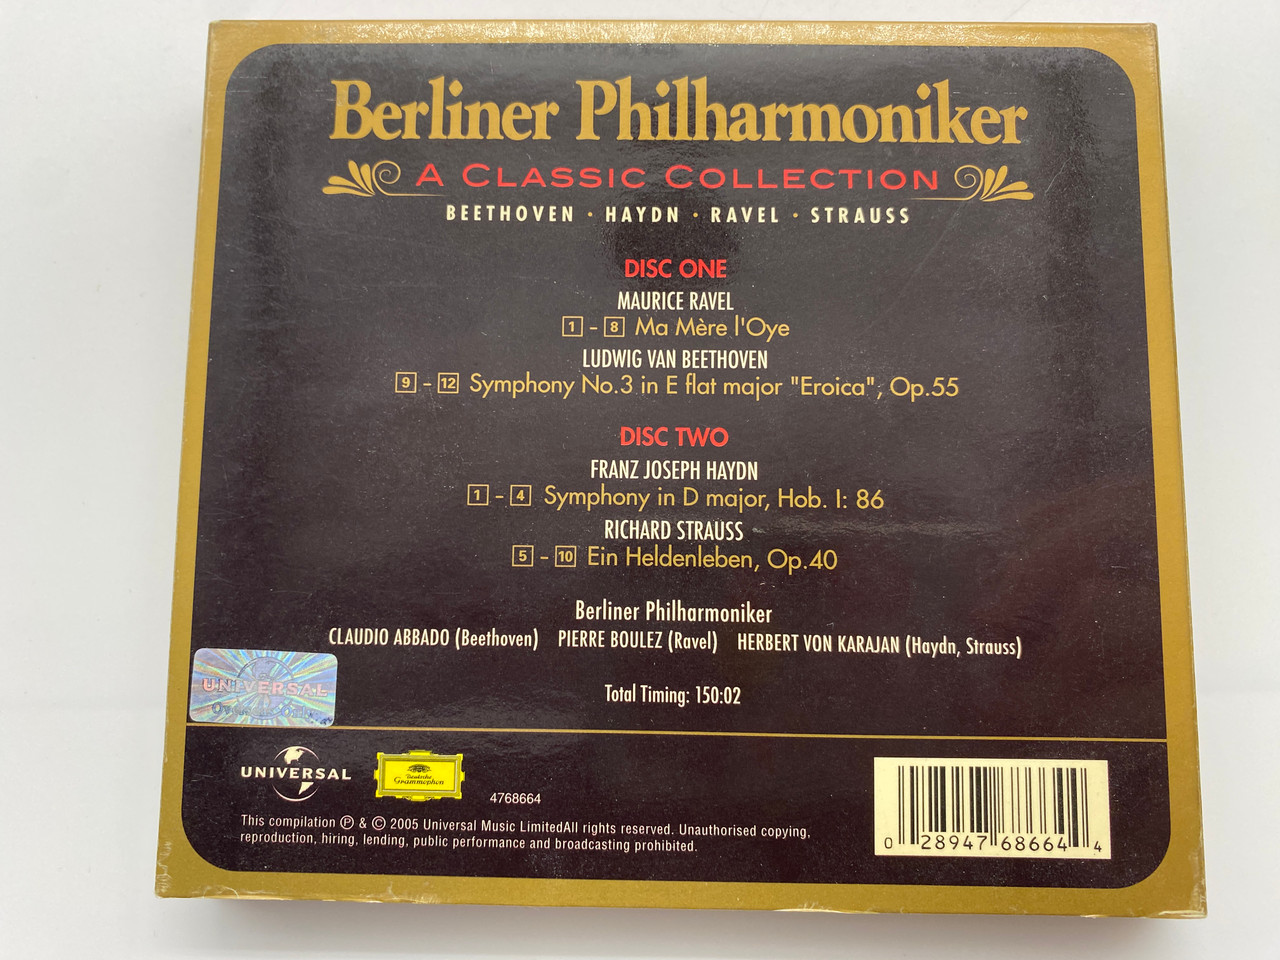 Berliner Philharmoniker
A CLASSIC COLLECTION
BEETHOVEN · HAYDN · RAVEL · STRAUSS
DISC ONE
MAURICE RAVEL
1 - 8 Ma Mère l'Oye
LUDWIG VAN BEETHOVEN
9 - 12 Symphony No.3 in E flat major "Eroica", Op.55
DISC TWO
FRANZ JOSEPH HAYDN
1 - 4 Symphony in D major, Hob. I: 86
RICHARD STRAUSS
5 - 10 Ein Heldenleben, Op.40
Berliner Philharmoniker
CLAUDIO ABBADO (Beethoven) PIERRE BOULEZ (Ravel) HERBERT VON KARAJAN (Haydn, Strauss)
Total Timing: 150:02
UNIVERSAL
UNIVERSAL
Deutsche
Grammophon
4768664
This compilation Ⓟ & © 2005 Universal Music LimitedAll rights reserved. Unauthorised copying,
reproduction, hiring, lending, public performance and broadcasting prohibited.
0 28947 68664 4